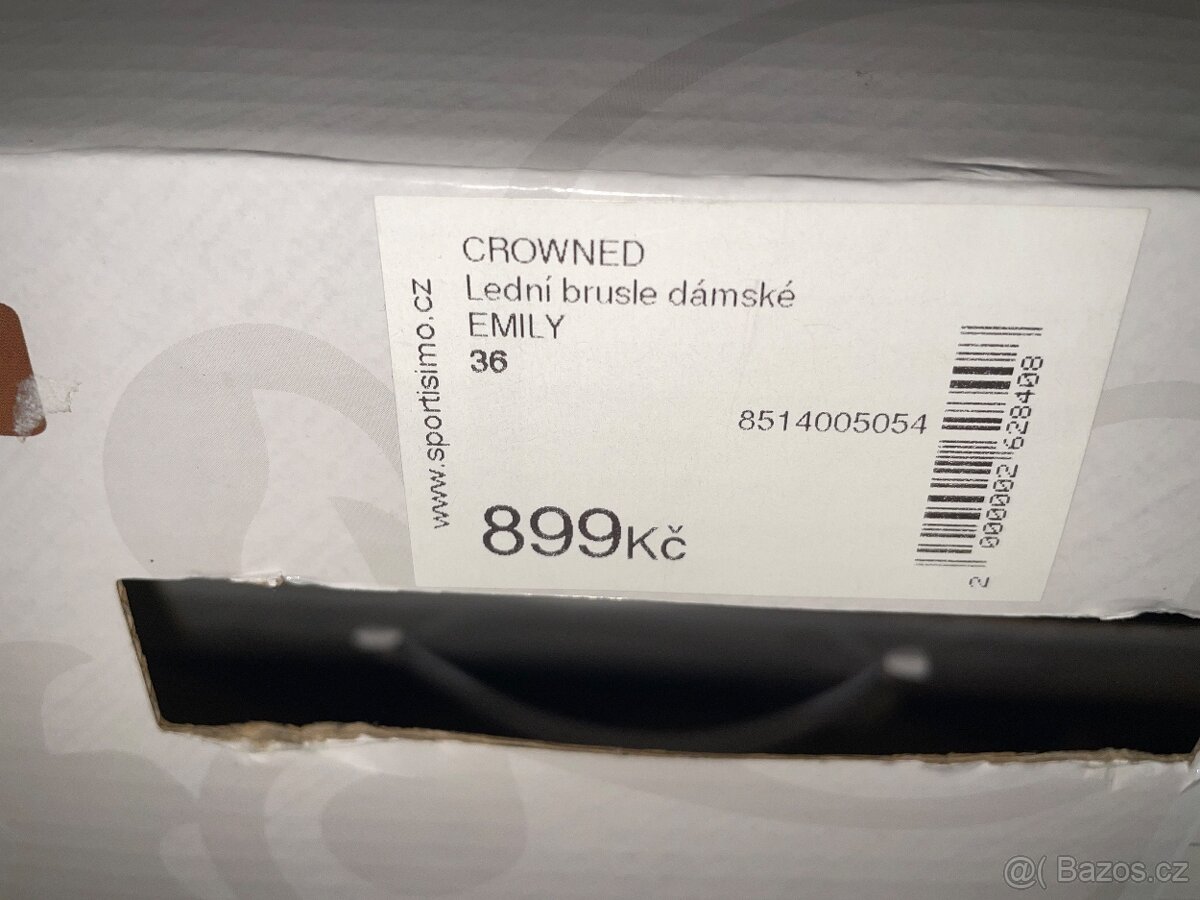 CROWNED
Lední brusle dámské
EMILY
36
www.sportisimo.cz
8514005054
899Kč
2 000002 628408
@( Bazos.cz